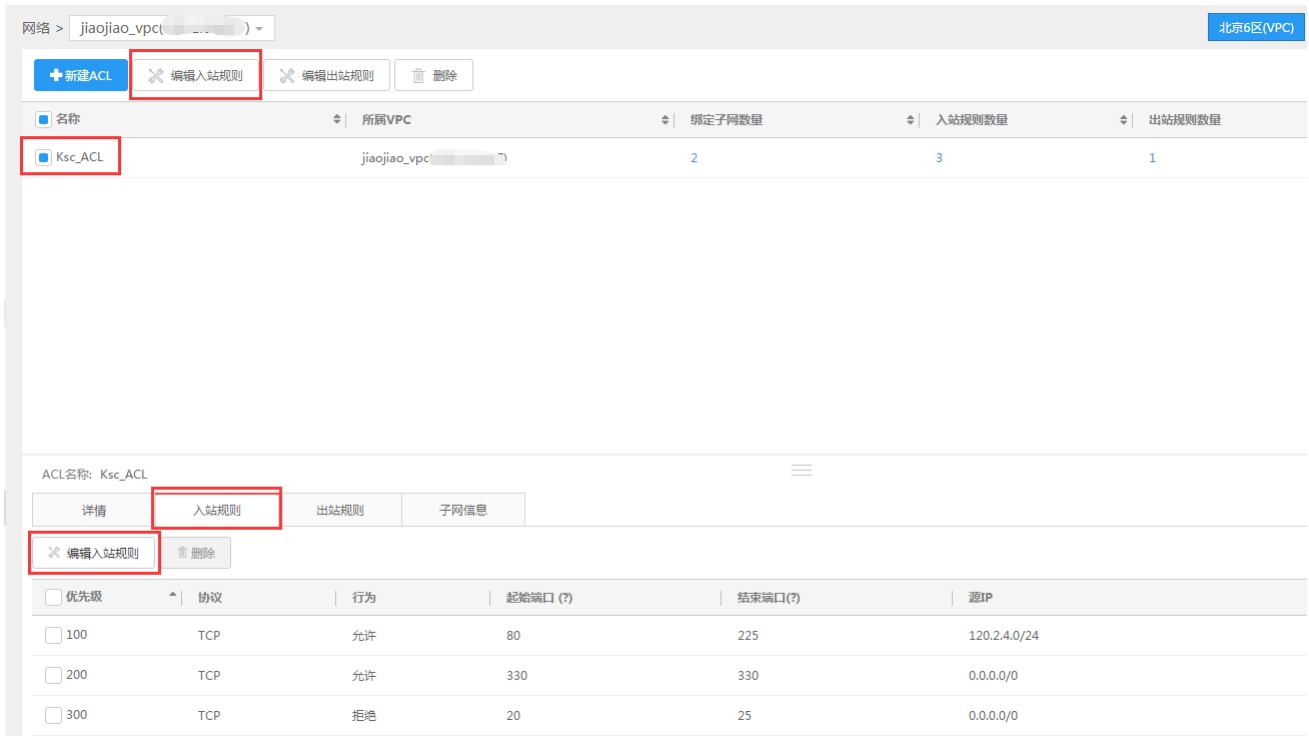 网络 > jiaojiao_vpc( ) 北京6区(VPC)
新建ACL 编辑入站规则 编辑出站规则 删除
名称 所属VPC 绑定子网数量 入站规则数量 出站规则数量
Ksc_ACL jiaojiao_vpc( ) 2 3 1
ACL名称: Ksc_ACL
详情 入站规则 出站规则 子网信息
编辑入站规则 删除
优先级 协议 行为 起始端口 (?) 结束端口(?) 源IP
100 TCP 允许 80 225 120.2.4.0/24
200 TCP 允许 330 330 0.0.0.0/0
300 TCP 拒绝 20 25 0.0.0.0/0